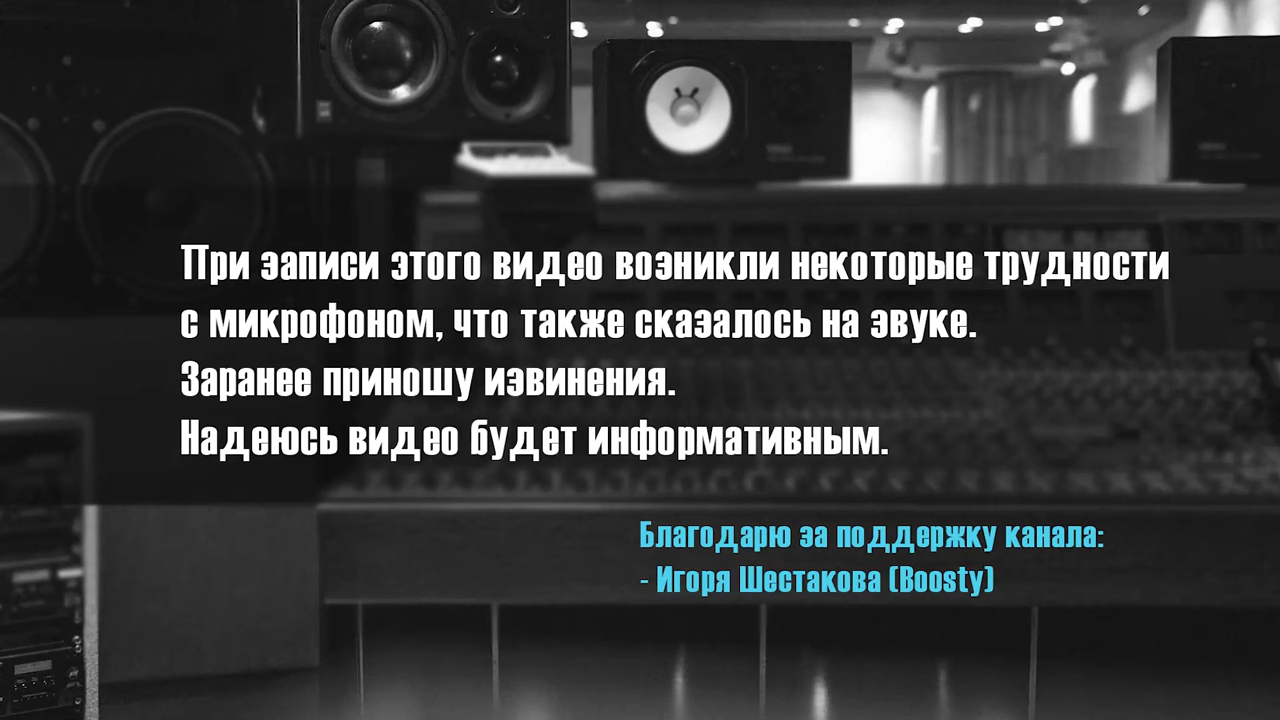 При записи этого видео возникли некоторые трудности
с микрофоном, что также сказалось на звуке.
Заранее приношу извинения.
Надеюсь видео будет информативным.
Благодарю за поддержку канала:
- Игоря Шестакова (Boosty)